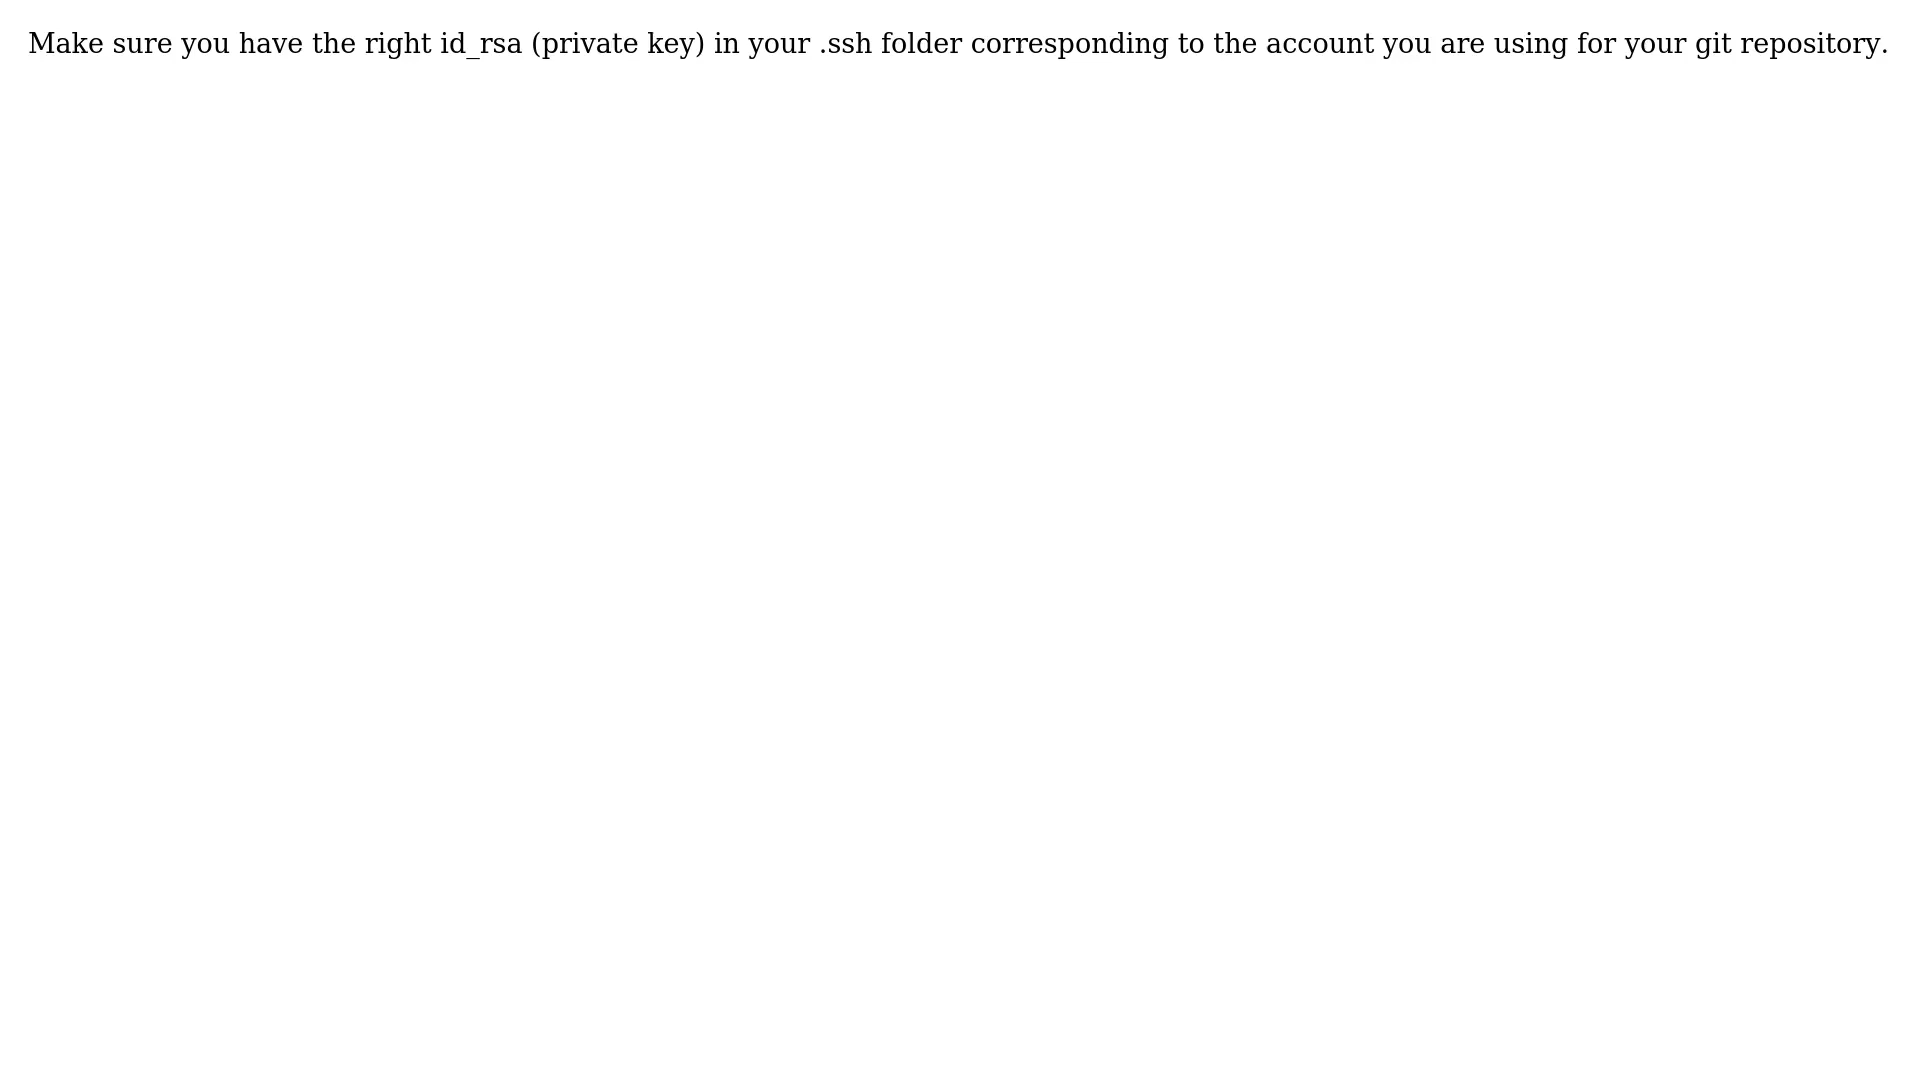 Make sure you have the right id_rsa (private key) in your .ssh folder corresponding to the account you are using for your git repository.